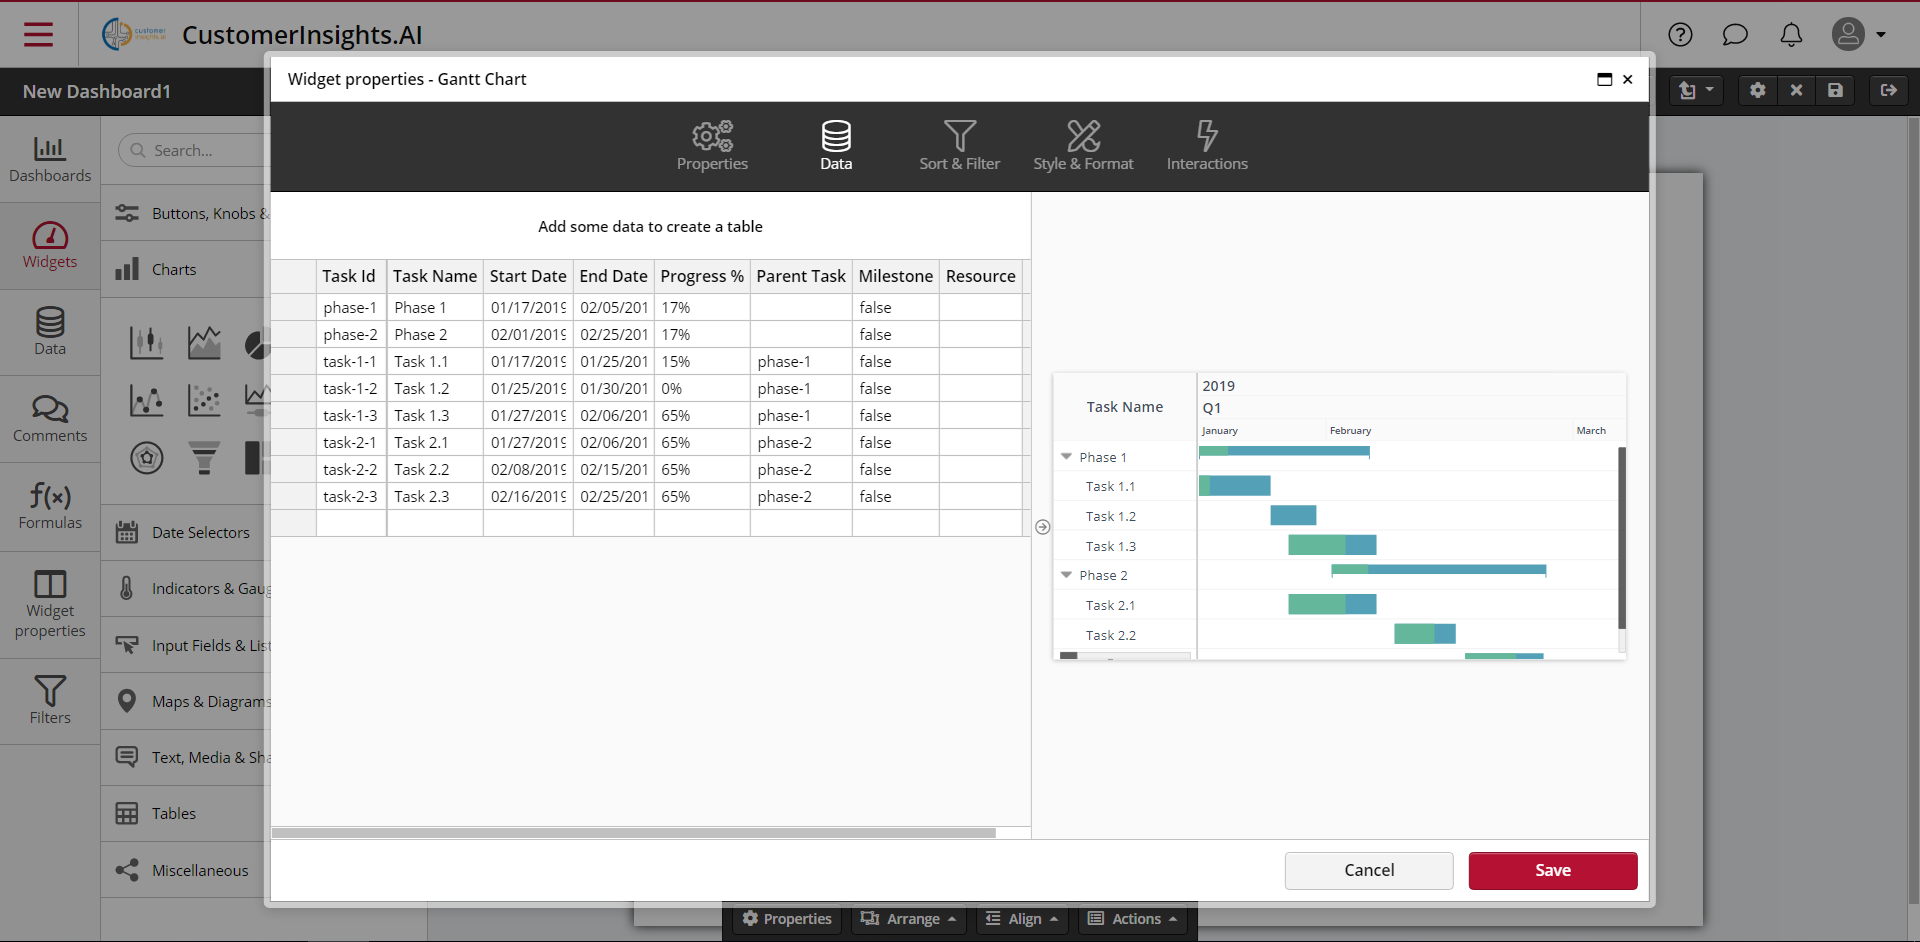 customer
insights.ai
CustomerInsights.AI
New Dashboard1
Widget properties - Gantt Chart
Properties
Data
Sort & Filter
Style & Format
Interactions
Dashboards
Widgets
Data
Comments
f(x)
Formulas
Widget
properties
Filters
Search...
Buttons, Knobs &
Charts
Date Selectors
Indicators & Gaug
Input Fields & List
Maps & Diagrams
Text, Media & Sha
Tables
Miscellaneous
Add some data to create a table
Task Id Task Name Start Date End Date Progress % Parent Task Milestone Resource
phase-1 Phase 1 01/17/2019 02/05/201 17% false
phase-2 Phase 2 02/01/2019 02/25/201 17% false
task-1-1 Task 1.1 01/17/2019 01/25/201 15% phase-1 false
task-1-2 Task 1.2 01/25/2019 01/30/201 0% phase-1 false
task-1-3 Task 1.3 01/27/2019 02/06/201 65% phase-1 false
task-2-1 Task 2.1 01/27/2019 02/06/201 65% phase-2 false
task-2-2 Task 2.2 02/08/2019 02/15/201 65% phase-2 false
task-2-3 Task 2.3 02/16/2019 02/25/201 65% phase-2 false
Task Name
2019
Q1
January February March
Phase 1
Task 1.1
Task 1.2
Task 1.3
Phase 2
Task 2.1
Task 2.2
Cancel
Save
Properties
Arrange
Align
Actions